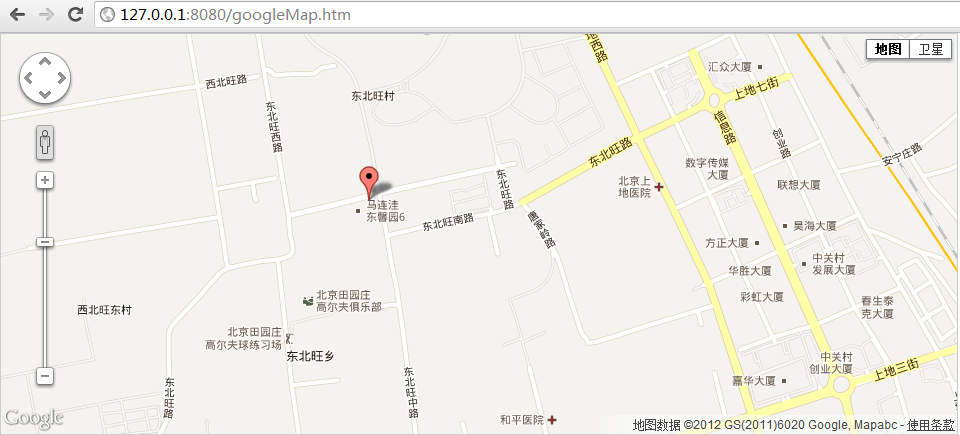 127.0.0.1:8080/googleMap.htm
地图 卫星
地西路
汇众大厦
西北旺路
东北旺村
上地七街
东北旺西路
信息路
创业路
东北旺路
安宁庄路
数字传媒
大厦
北京上
地医院
联想大厦
东北旺路
马连洼
东馨园6
东北旺南路
唐家岭路
昊海大厦
方正大厦
中关村
发展大厦
华胜大厦
彩虹大厦
北京田园庄
高尔夫俱乐部
春生泰
克大厦
西北旺东村
北京田园庄
高尔夫球练习场
东北旺乡
中关村
创业大厦
上地三街
嘉华大厦
东北旺路
东北旺中路
和平医院
Google
地图数据 ©2012 GS(2011)6020 Google, Mapabc - 使用条款